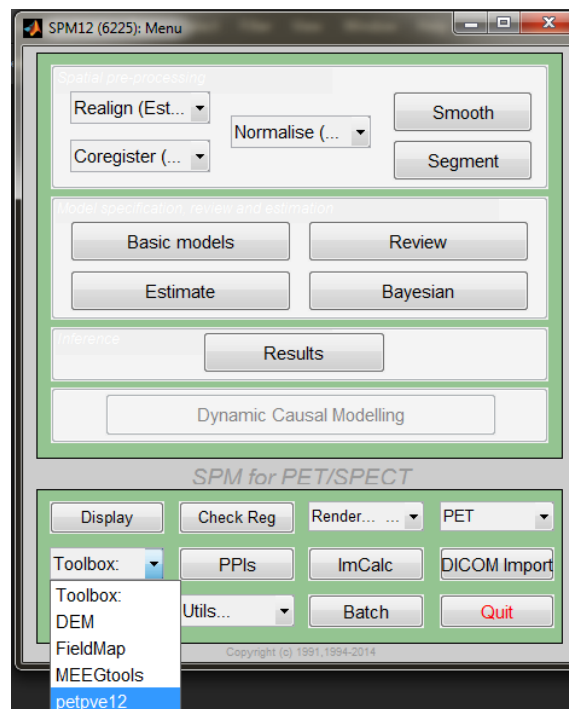 SPM12 (6225): Menu
Spatial pre-processing
Realign (Est...
Normalise (...
Smooth
Coregister (...
Segment
Model specification, review and estimation
Basic models
Review
Estimate
Bayesian
Inference
Results
Dynamic Causal Modelling
SPM for PET/SPECT
Display
Check Reg
Render... ...
PET
Toolbox:
PPIs
ImCalc
DICOM Import
Toolbox:
DEM
FieldMap
MEEGtools
petpve12
Utils...
Batch
Quit
Copyright (c) 1991,1994-2014